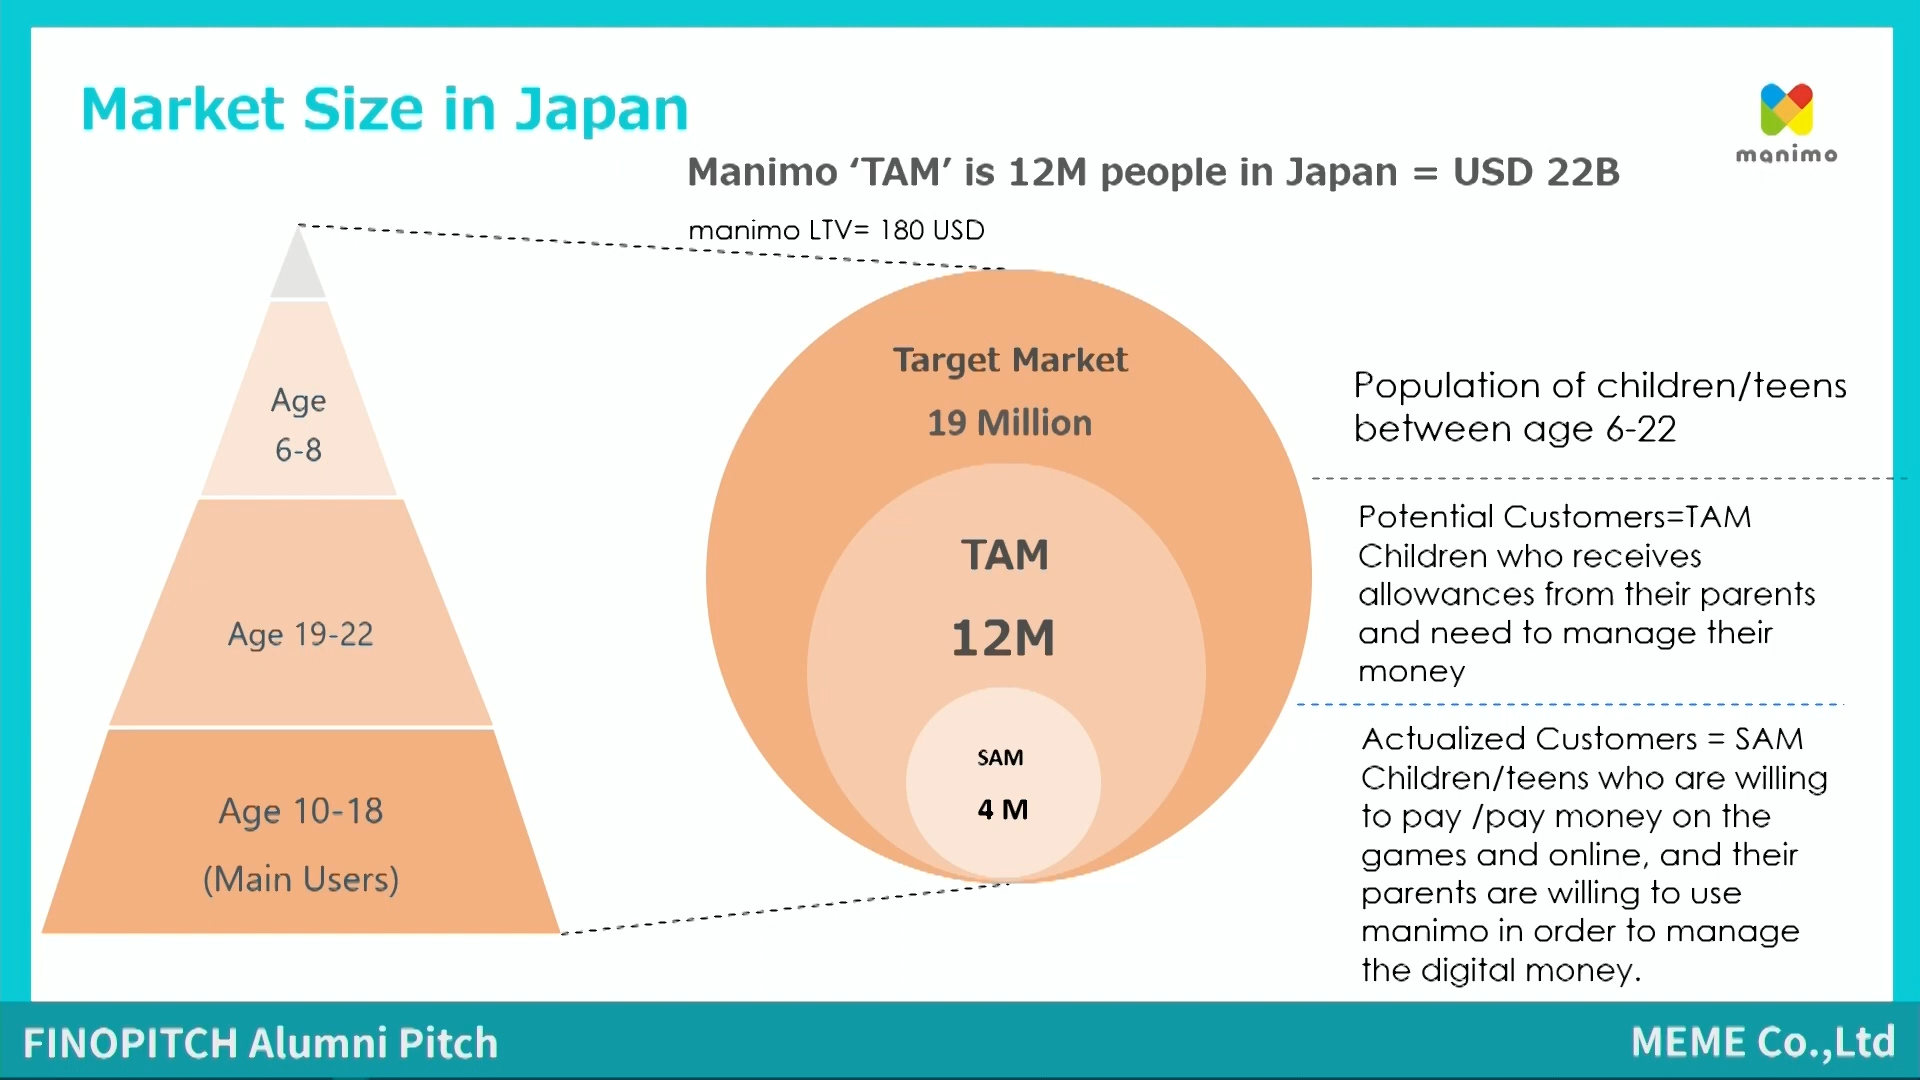 Market Size in Japan
manimo
Manimo ‘TAM’ is 12M people in Japan = USD 22B
manimo LTV= 180 USD
Age
6-8
Age 19-22
Age 10-18
(Main Users)
Target Market
19 Million
TAM
12M
SAM
4 M
Population of children/teens
between age 6-22
Potential Customers=TAM
Children who receives
allowances from their parents
and need to manage their
money
Actualized Customers = SAM
Children/teens who are willing
to pay /pay money on the
games and online, and their
parents are willing to use
manimo in order to manage
the digital money.
FINOPITCH Alumni Pitch
MEME Co.,Ltd